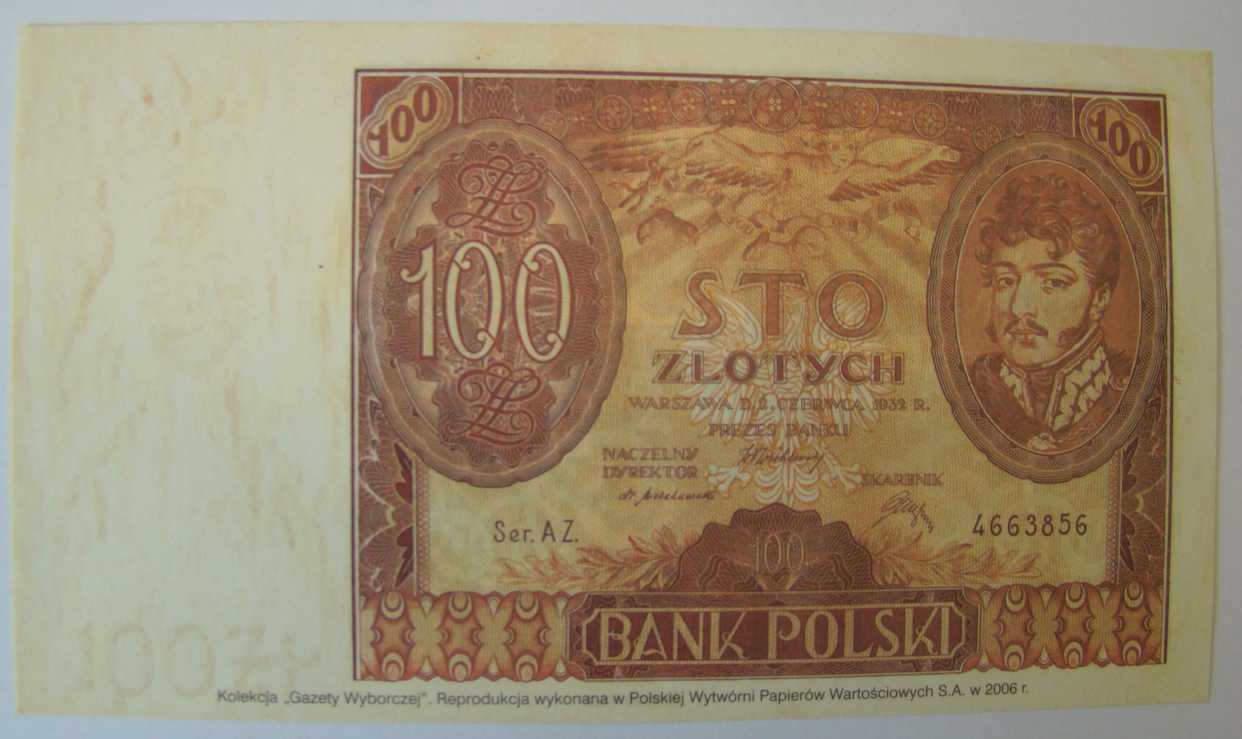 100
100
100
STO
ZŁOTYCH
WARSZAWA D. 2. CZERWCA 1932 R.
PREZES BANKU
NACZELNY
DYREKTOR
SKARBNIK
Ser. A Z.
4663856
100
BANK POLSKI
Kolekcja „Gazety Wyborczej”. Reprodukcja wykonana w Polskiej Wytwórni Papierów Wartościowych S.A. w 2006 r.